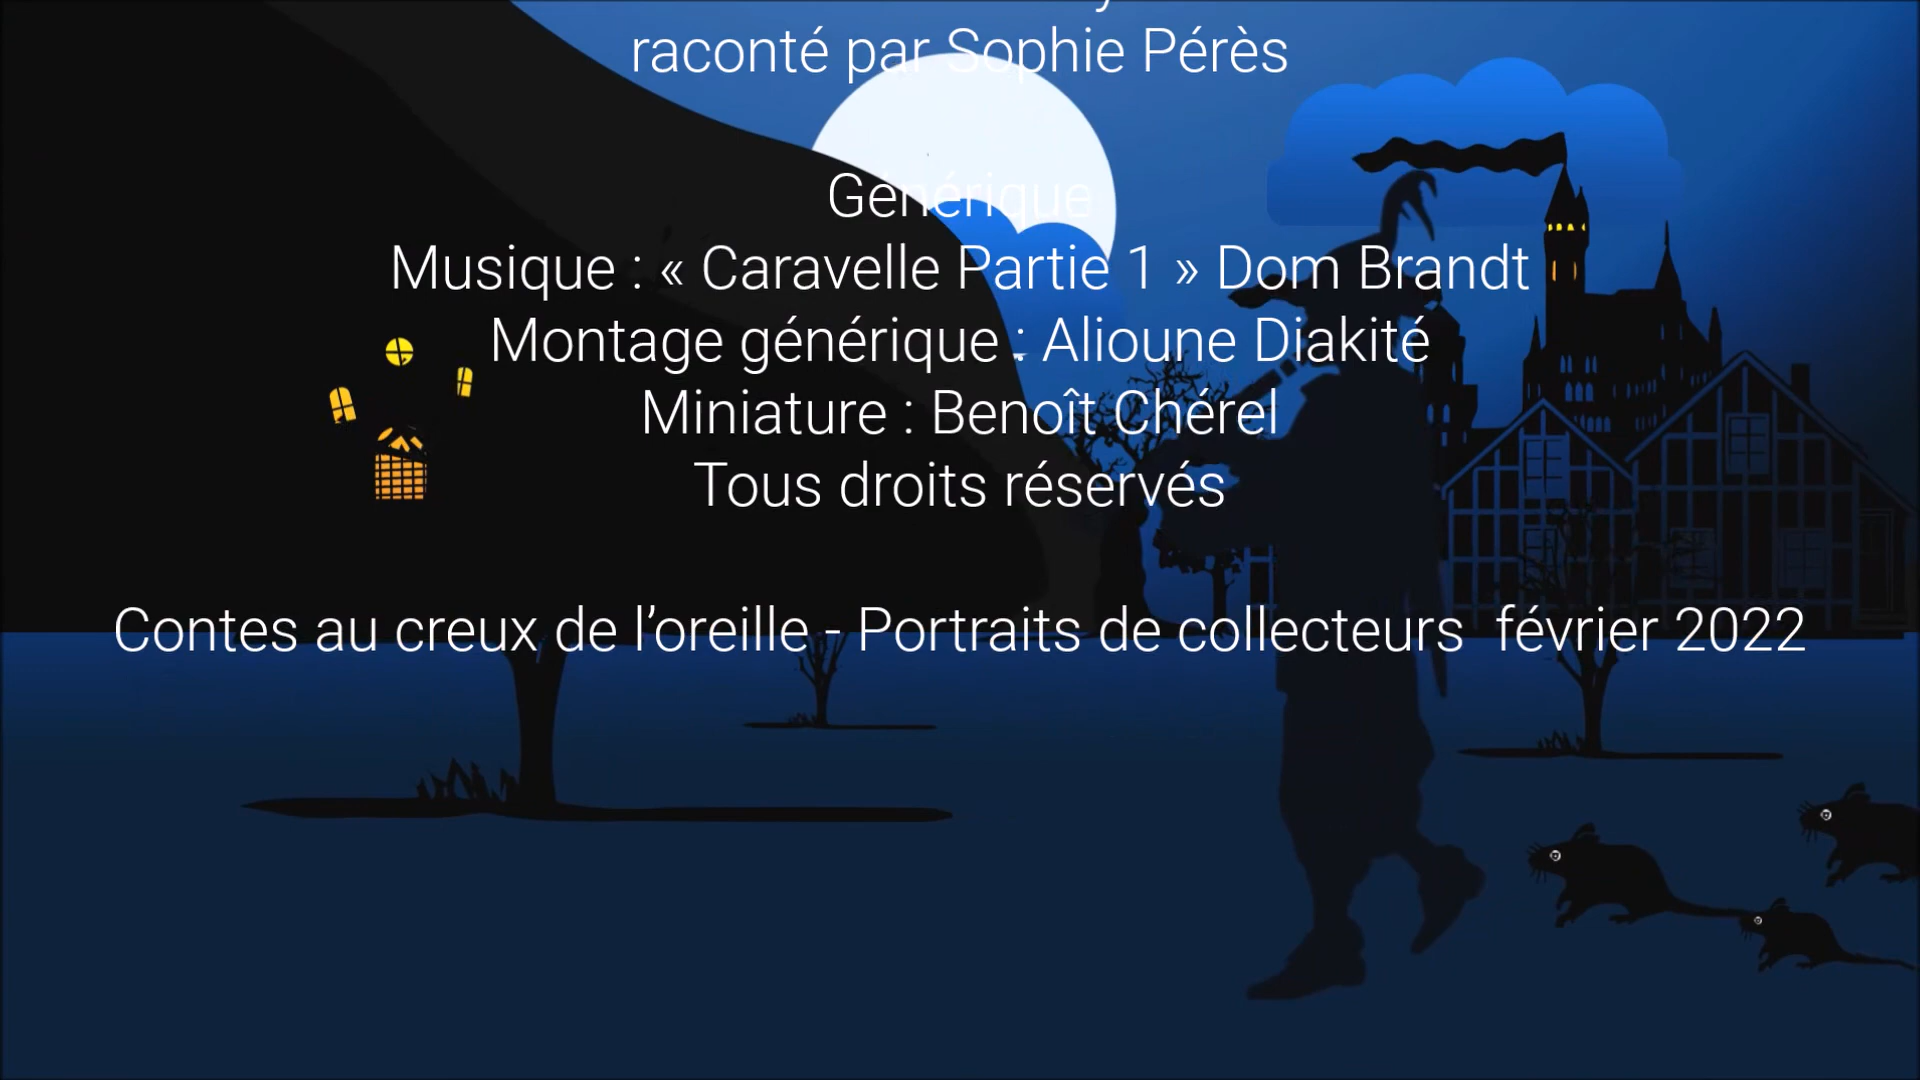 raconté par Sophie Pérès
Générique
Musique : « Caravelle Partie 1 » Dom Brandt
Montage générique : Alioune Diakité
Miniature : Benoît Chérel
Tous droits réservés
Contes au creux de l’oreille - Portraits de collecteurs  février 2022